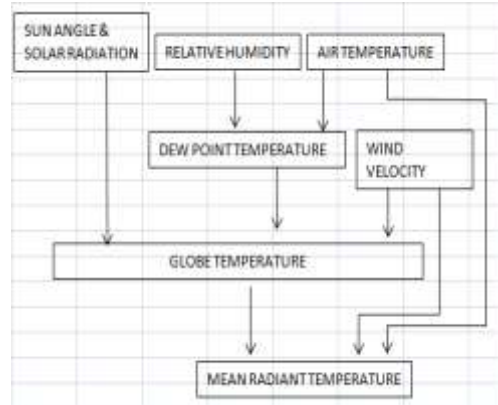 SUN ANGLE &
SOLAR RADIATION
RELATIVE HUMIDITY
AIR TEMPERATURE
DEW POINT TEMPERATURE
WIND
VELOCITY
GLOBE TEMPERATURE
MEAN RADIANT TEMPERATURE